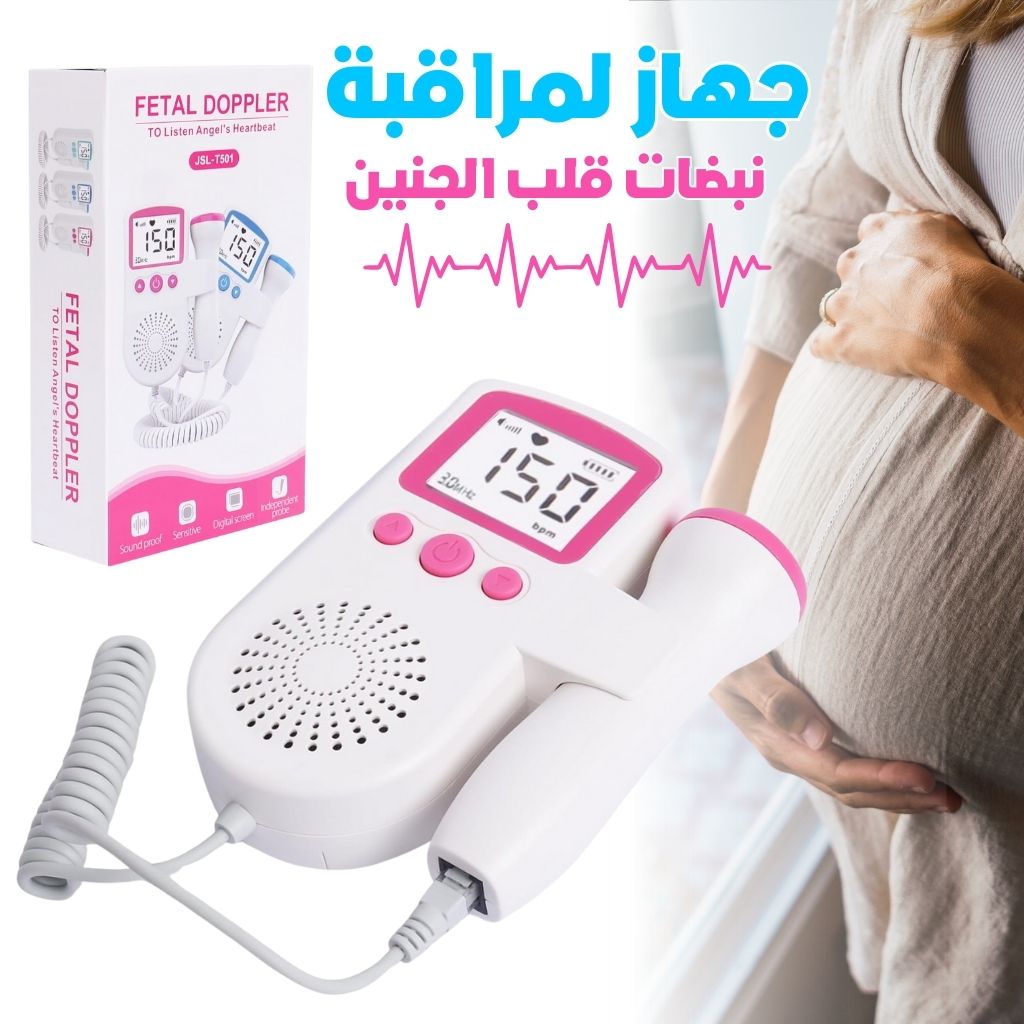 جهاز لمراقبة
نبضات قلب الجنين
FETAL DOPPLER
TO Listen Angel's Heartbeat
JSL-T501
150
150
FETAL DOPPLER
TO Listen Angel's Heartbeat
Sound proof
Sensitive
Digital screen
Independent probe
150
3.0MHz
bpm